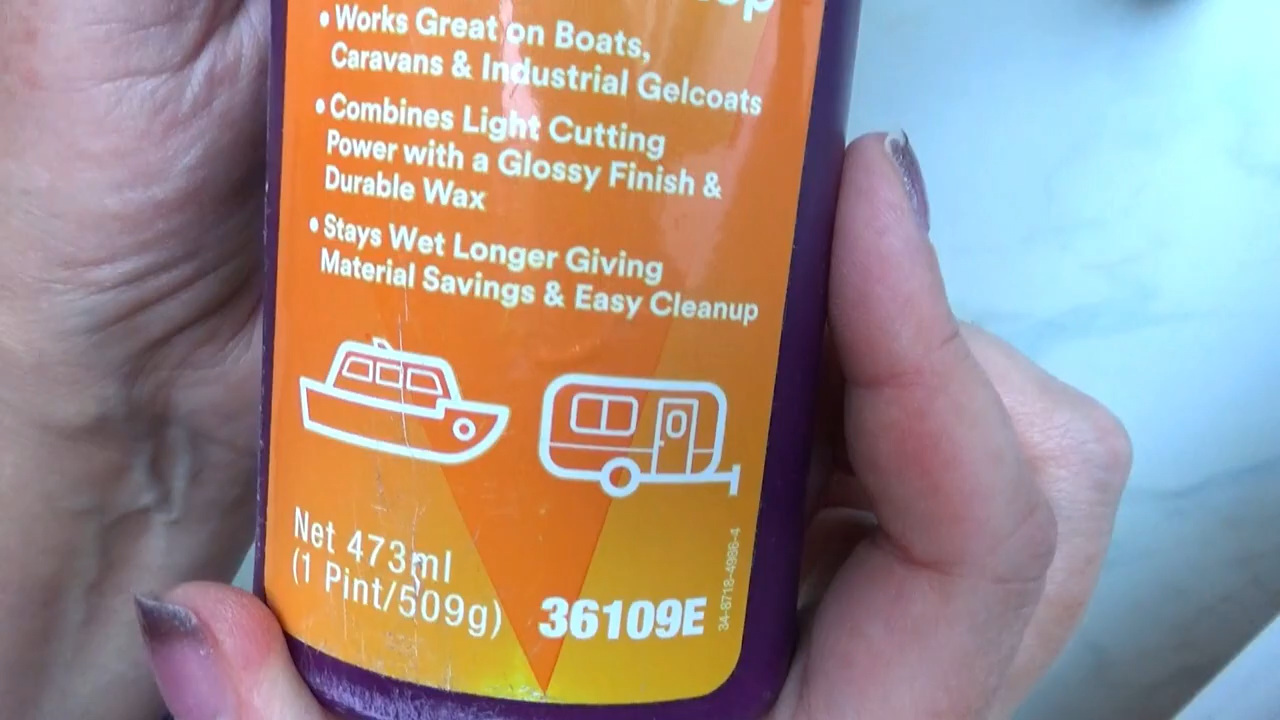 • Works Great on Boats,
Caravans & Industrial Gelcoats
• Combines Light Cutting
Power with a Glossy Finish &
Durable Wax
• Stays Wet Longer Giving
Material Savings & Easy Cleanup
Net 473ml
(1 Pint/509g)
36109E
34-8718-4966-4